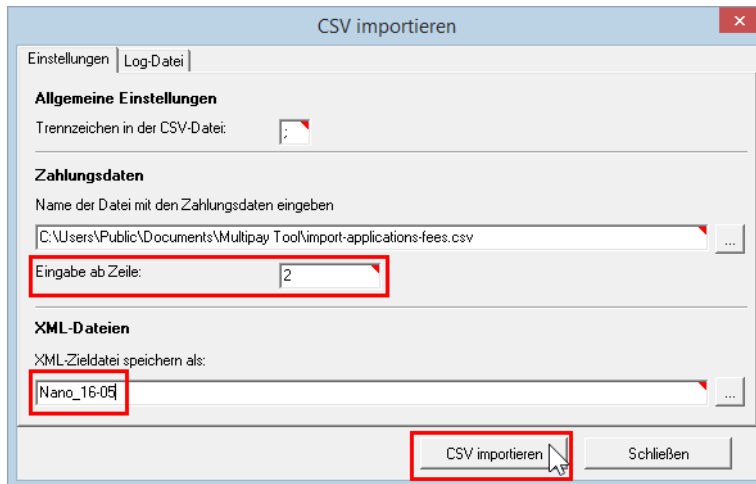 CSV importieren
Einstellungen
Log-Datei
Allgemeine Einstellungen
Trennzeichen in der CSV-Datei:
;
Zahlungsdaten
Name der Datei mit den Zahlungsdaten eingeben
C:\Users\Public\Documents\Multipay Tool\import-applications-fees.csv
...
Eingabe ab Zeile:
2
XML-Dateien
XML-Zieldatei speichern als:
Nano_16-05
...
CSV importieren
Schließen